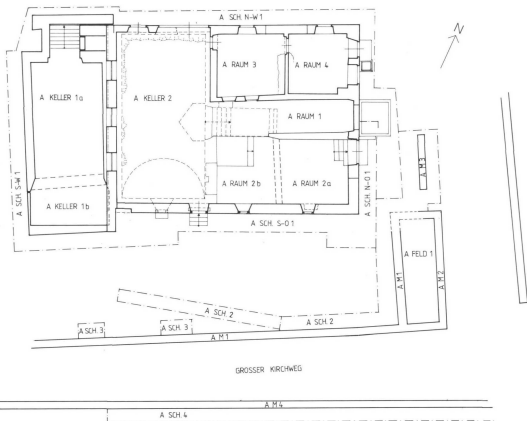 A SCH. N-W 1
N
A RAUM 3
A RAUM 4
A KELLER 1a
A KELLER 2
A RAUM 1
A M 3
A SCH. S-W 1
A RAUM 2b
A RAUM 2a
A SCH. N-O 1
A KELLER 1b
A SCH. S-O 1
A FELD 1
A M 1
A M 2
A SCH. 2
A SCH. 3
A SCH. 3
A SCH. 2
A M 1
GROSSER KIRCHWEG
A M 4
A SCH. 4